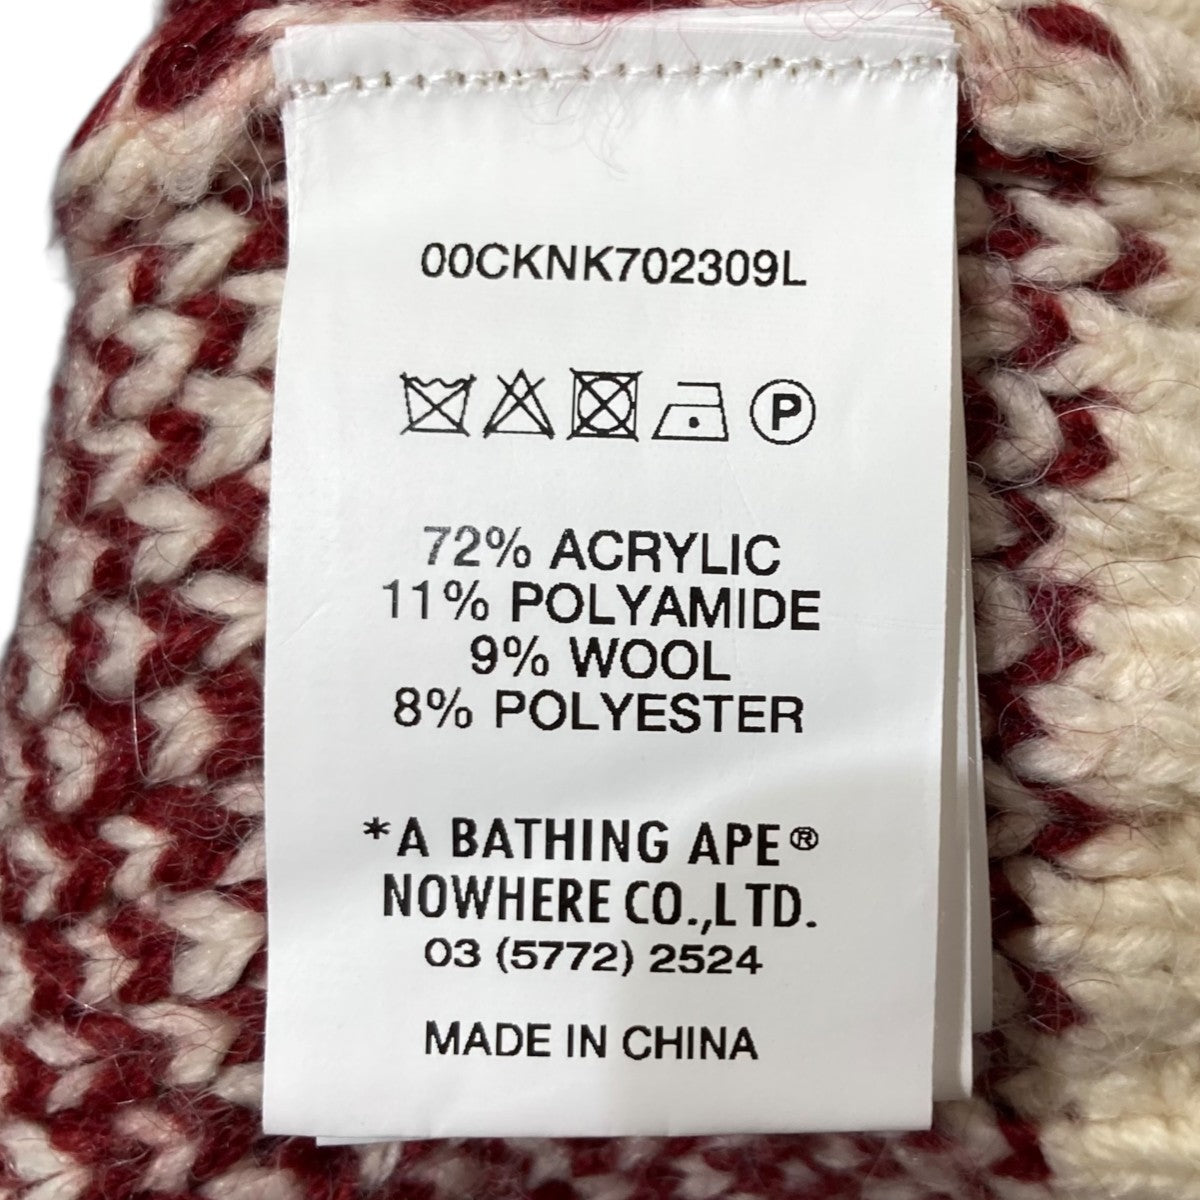 00CKNK702309L
P
72% ACRYLIC
11% POLYAMIDE
9% WOOL
8% POLYESTER
*A BATHING APE®
NOWHERE CO.,LTD.
03 (5772) 2524
MADE IN CHINA